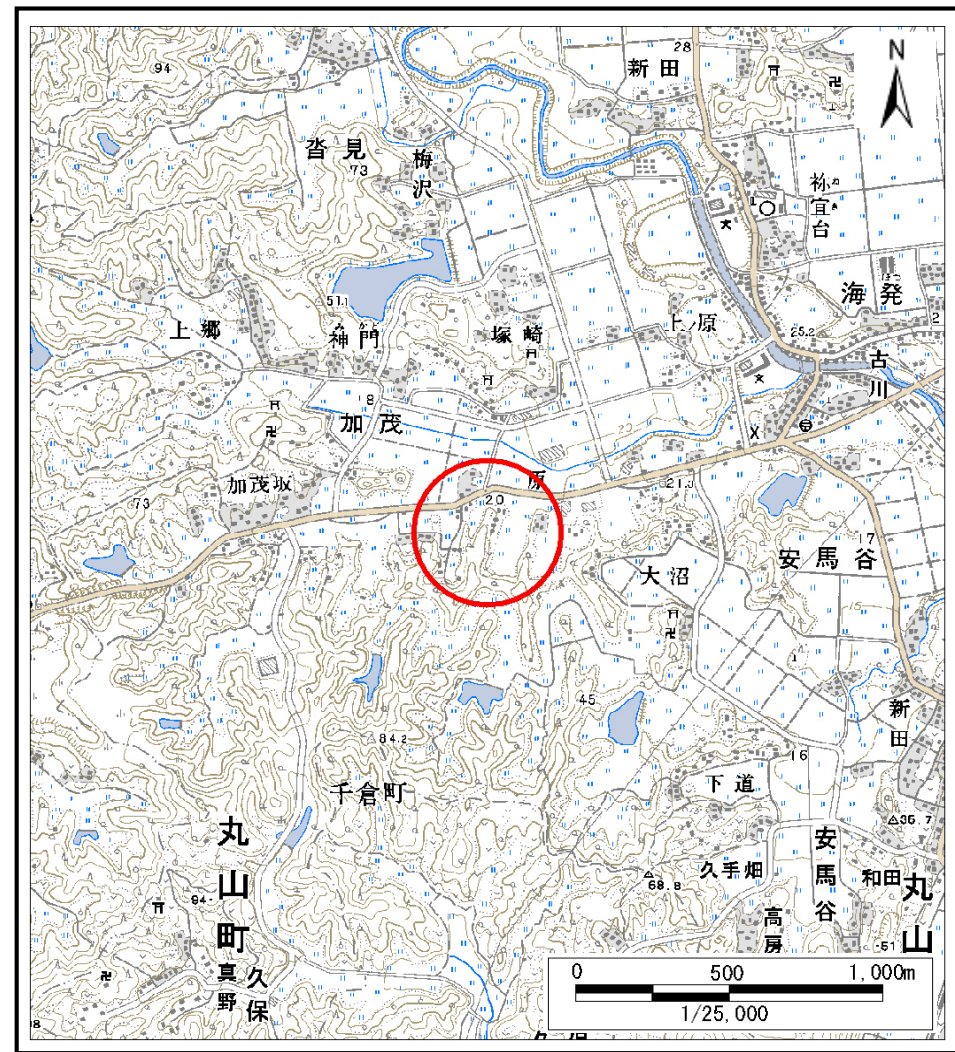 94
28
新田
N
沓見
73
梅沢
祢宜台
海発
51.1
神門
塚崎
上ノ原
25.2
2
上郷
古川
8
加茂
原
加茂坂
20
21.3
73
17
安馬谷
大沼
45
84.2
新田
16
千倉町
下道
35.7
丸山町
安馬谷
久手畑
和田
68.8
丸山
94
高房
51
真野
久保
0 500 1,000m
1/25,000